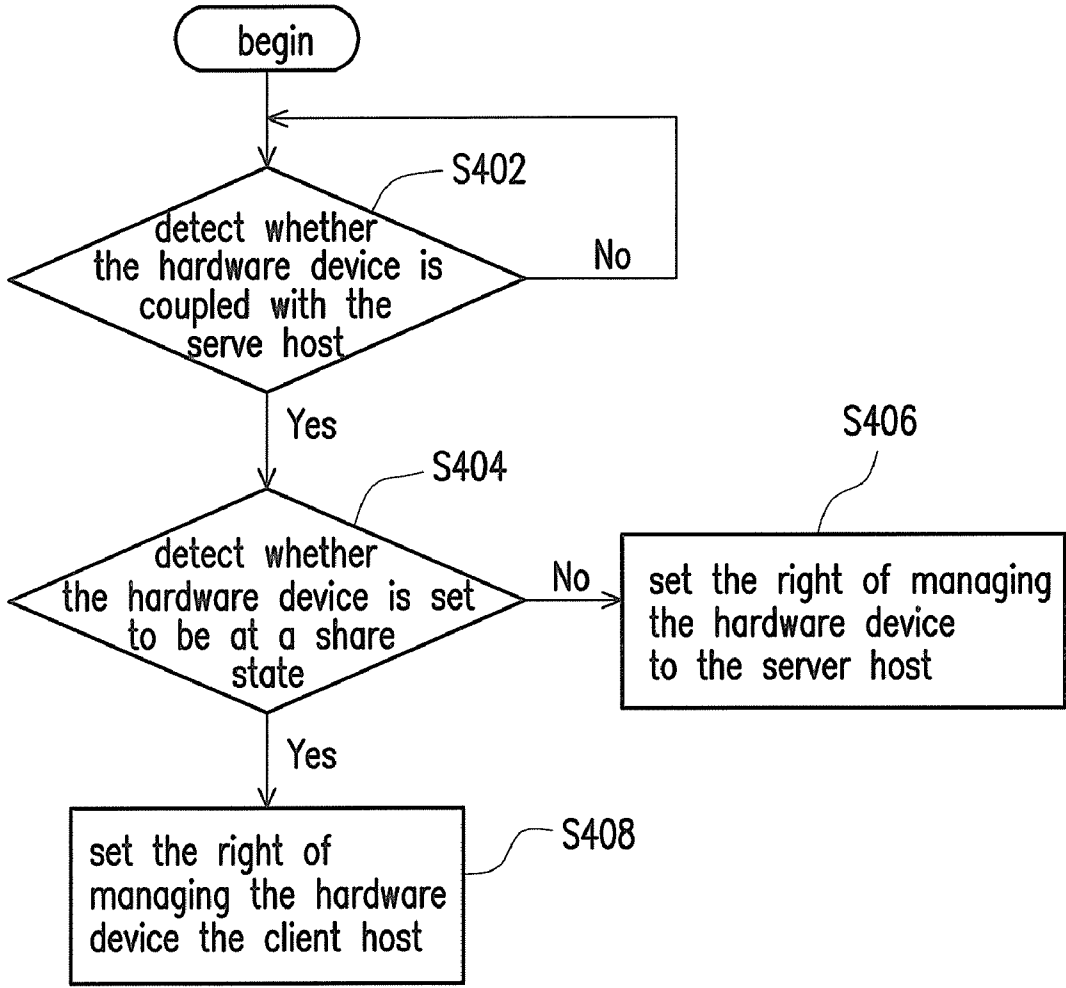 begin
S402
detect whether
the hardware device is
coupled with the
serve host
No
Yes
S404
detect whether
the hardware device is set
to be at a share
state
No
S406
set the right of managing
the hardware device
to the server host
Yes
S408
set the right of
managing the hardware
device the client host